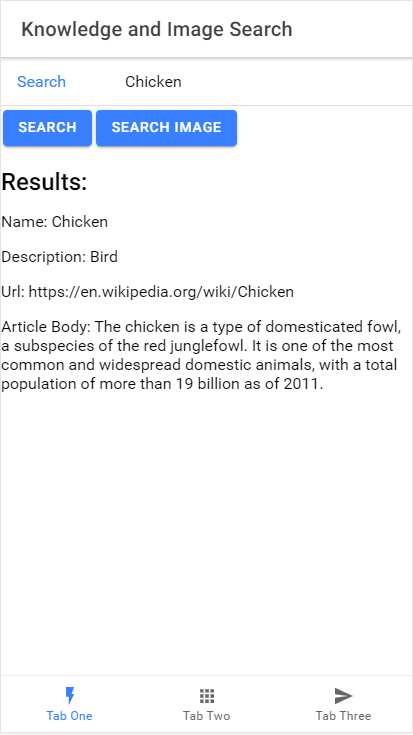 Knowledge and Image Search
Search Chicken
SEARCH SEARCH IMAGE
Results:
Name: Chicken
Description: Bird
Url: https://en.wikipedia.org/wiki/Chicken
Article Body: The chicken is a type of domesticated fowl,
a subspecies of the red junglefowl. It is one of the most
common and widespread domestic animals, with a total
population of more than 19 billion as of 2011.
Tab One Tab Two Tab Three